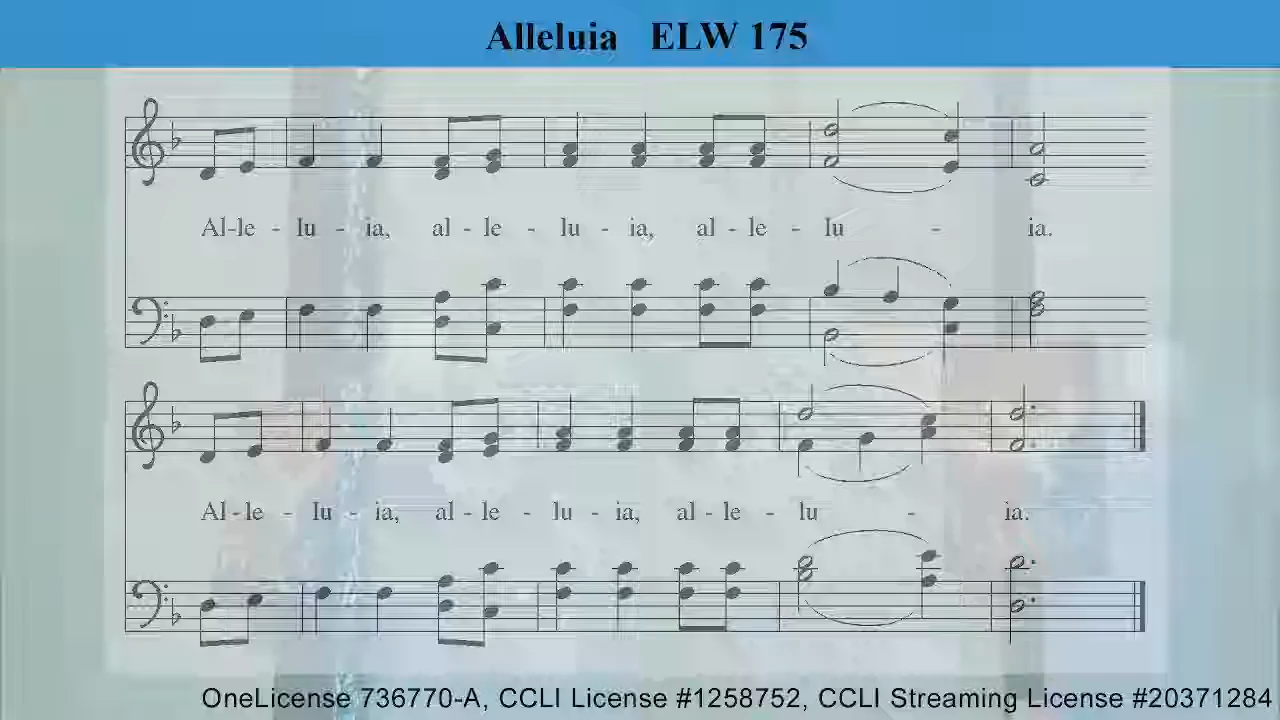 Alleluia ELW 175
Al-le - lu - ia, al - le - lu - ia, al - le - lu - ia.
Al - le - lu - ia, al - le - lu - ia, al - le - lu - ia.
OneLicense 736770-A, CCLI License #1258752, CCLI Streaming License #20371284